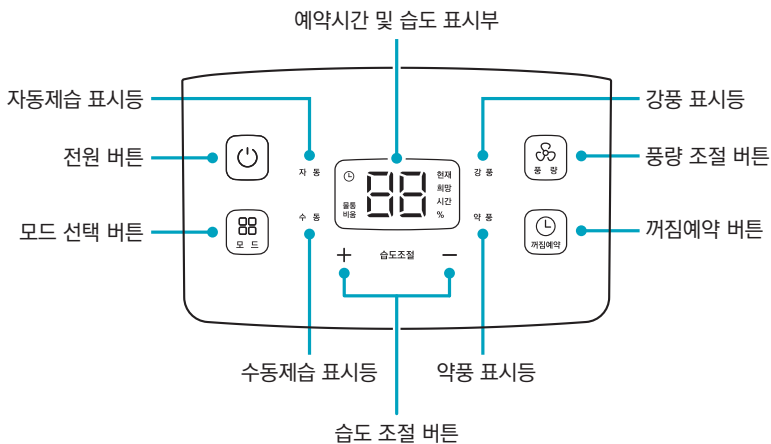 예약시간 및 습도 표시부
자동제습 표시등
강풍 표시등
전원 버튼
풍량 조절 버튼
모드 선택 버튼
꺼짐예약 버튼
자 동
강 풍
풍 량
현재
희망
시간
%
물통
비움
88
수 동
약 풍
모 드
꺼짐예약
+ 습도조절 −
수동제습 표시등
약풍 표시등
습도 조절 버튼